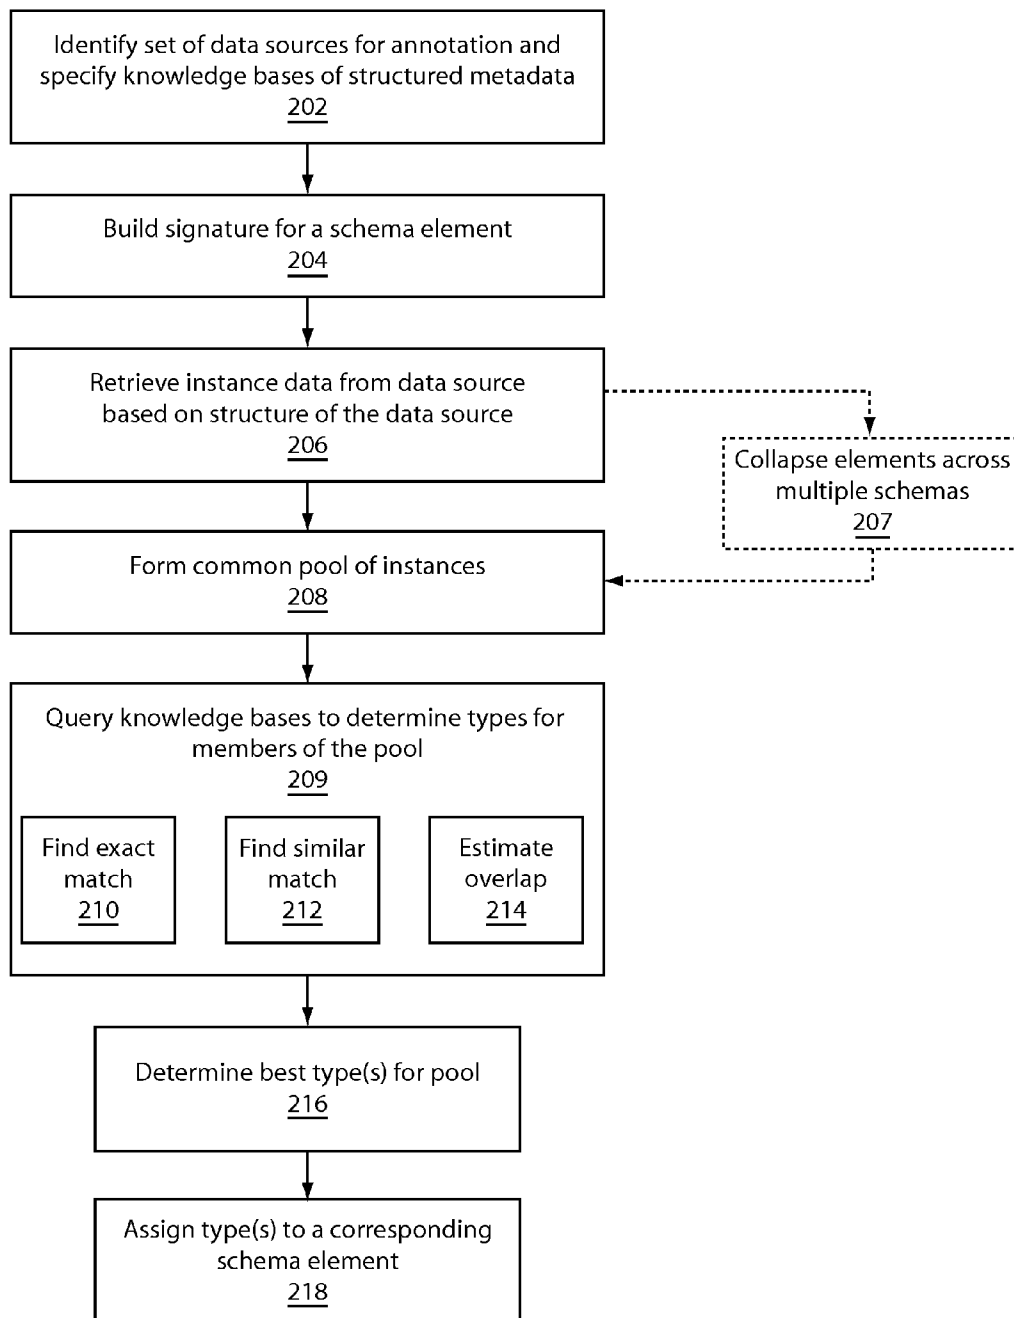 Identify set of data sources for annotation and
specify knowledge bases of structured metadata
202
Build signature for a schema element
204
Retrieve instance data from data source
based on structure of the data source
206
Collapse elements across
multiple schemas
207
Form common pool of instances
208
Query knowledge bases to determine types for
members of the pool
209
Find exact
match
210
Find similar
match
212
Estimate
overlap
214
Determine best type(s) for pool
216
Assign type(s) to a corresponding
schema element
218